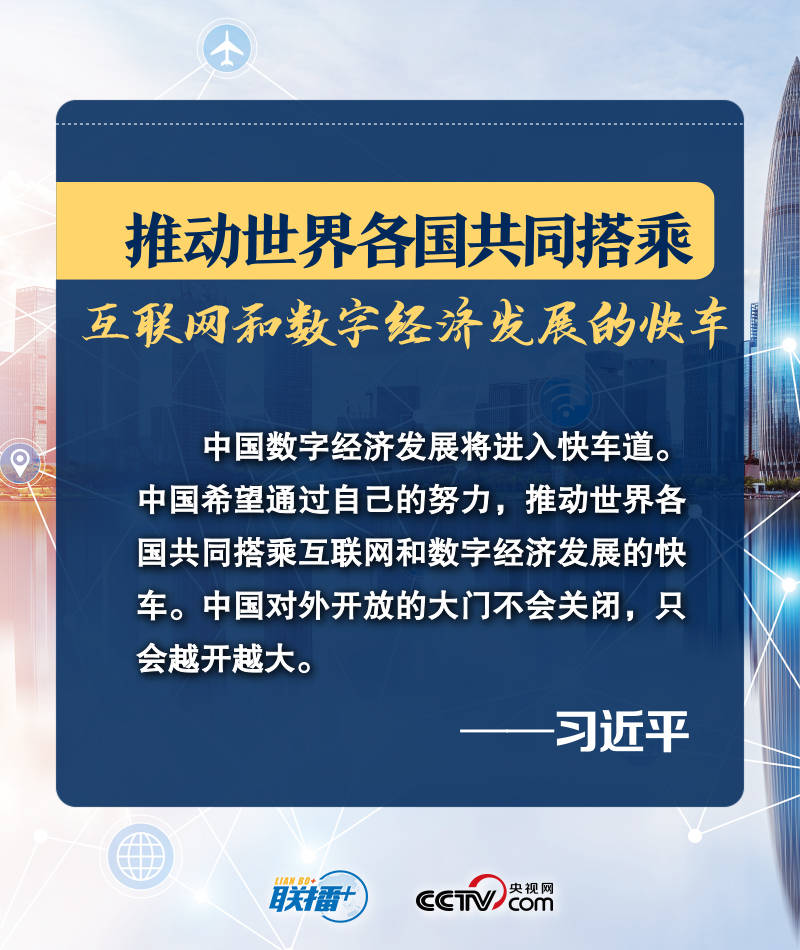 推动世界各国共同搭乘
互联网和数字经济发展的快车
中国数字经济发展将进入快车道。
中国希望通过自己的努力，推动世界各
国共同搭乘互联网和数字经济发展的快
车。中国对外开放的大门不会关闭，只
会越开越大。
——习近平
LIAN BO+
联播+
CCTV 央视网
com